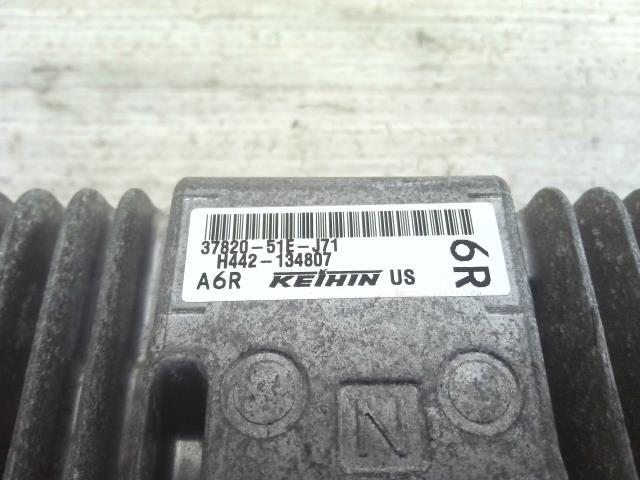 37820-51E-J71
H442-134807
A6R KEIHIN US
6R
N